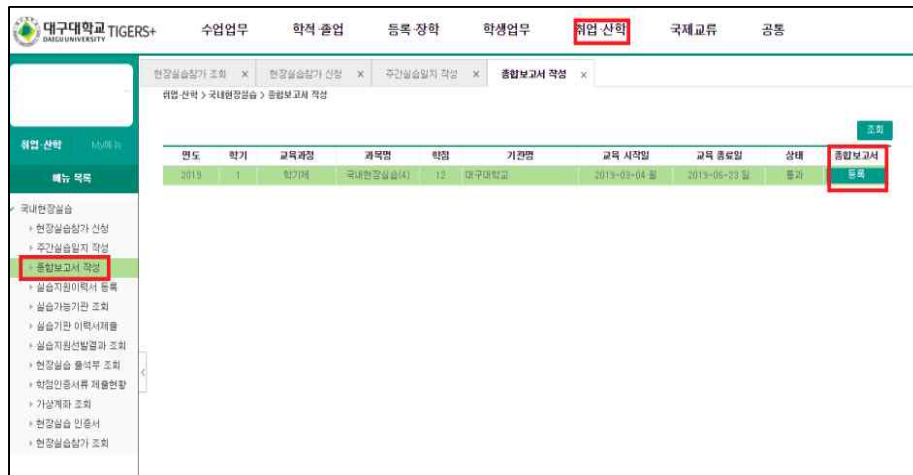 대구대학교 TIGERS+
DAEGU UNIVERSITY
수업업무 학적·졸업 등록·장학 학생업무 취업·산학 국제교류 공통
현장실습참가 조회 × 현장실습참가 신청 × 주간실습일지 작성 × 종합보고서 작성 ×
취업·산학 > 국내현장실습 > 종합보고서 작성
조회
취업·산학 My메뉴
메뉴 목록
년도 학기 교육과정 과목명 학점 기관명 교육 시작일 교육 종료일 상태 종합보고서
2019 1 학기제 국내현장실습(4) 12 대구대학교 2019-03-04 월 2019-06-23 일 통과 등록
국내현장실습
현장실습참가 신청
주간실습일지 작성
종합보고서 작성
실습지원이력서 등록
실습가능기관 조회
실습기관 이력서제출
실습지원선발결과 조회
현장실습 출석부 조회
학점인증서류 제출현황
가상계좌 조회
현장실습 인증서
현장실습참가 조회